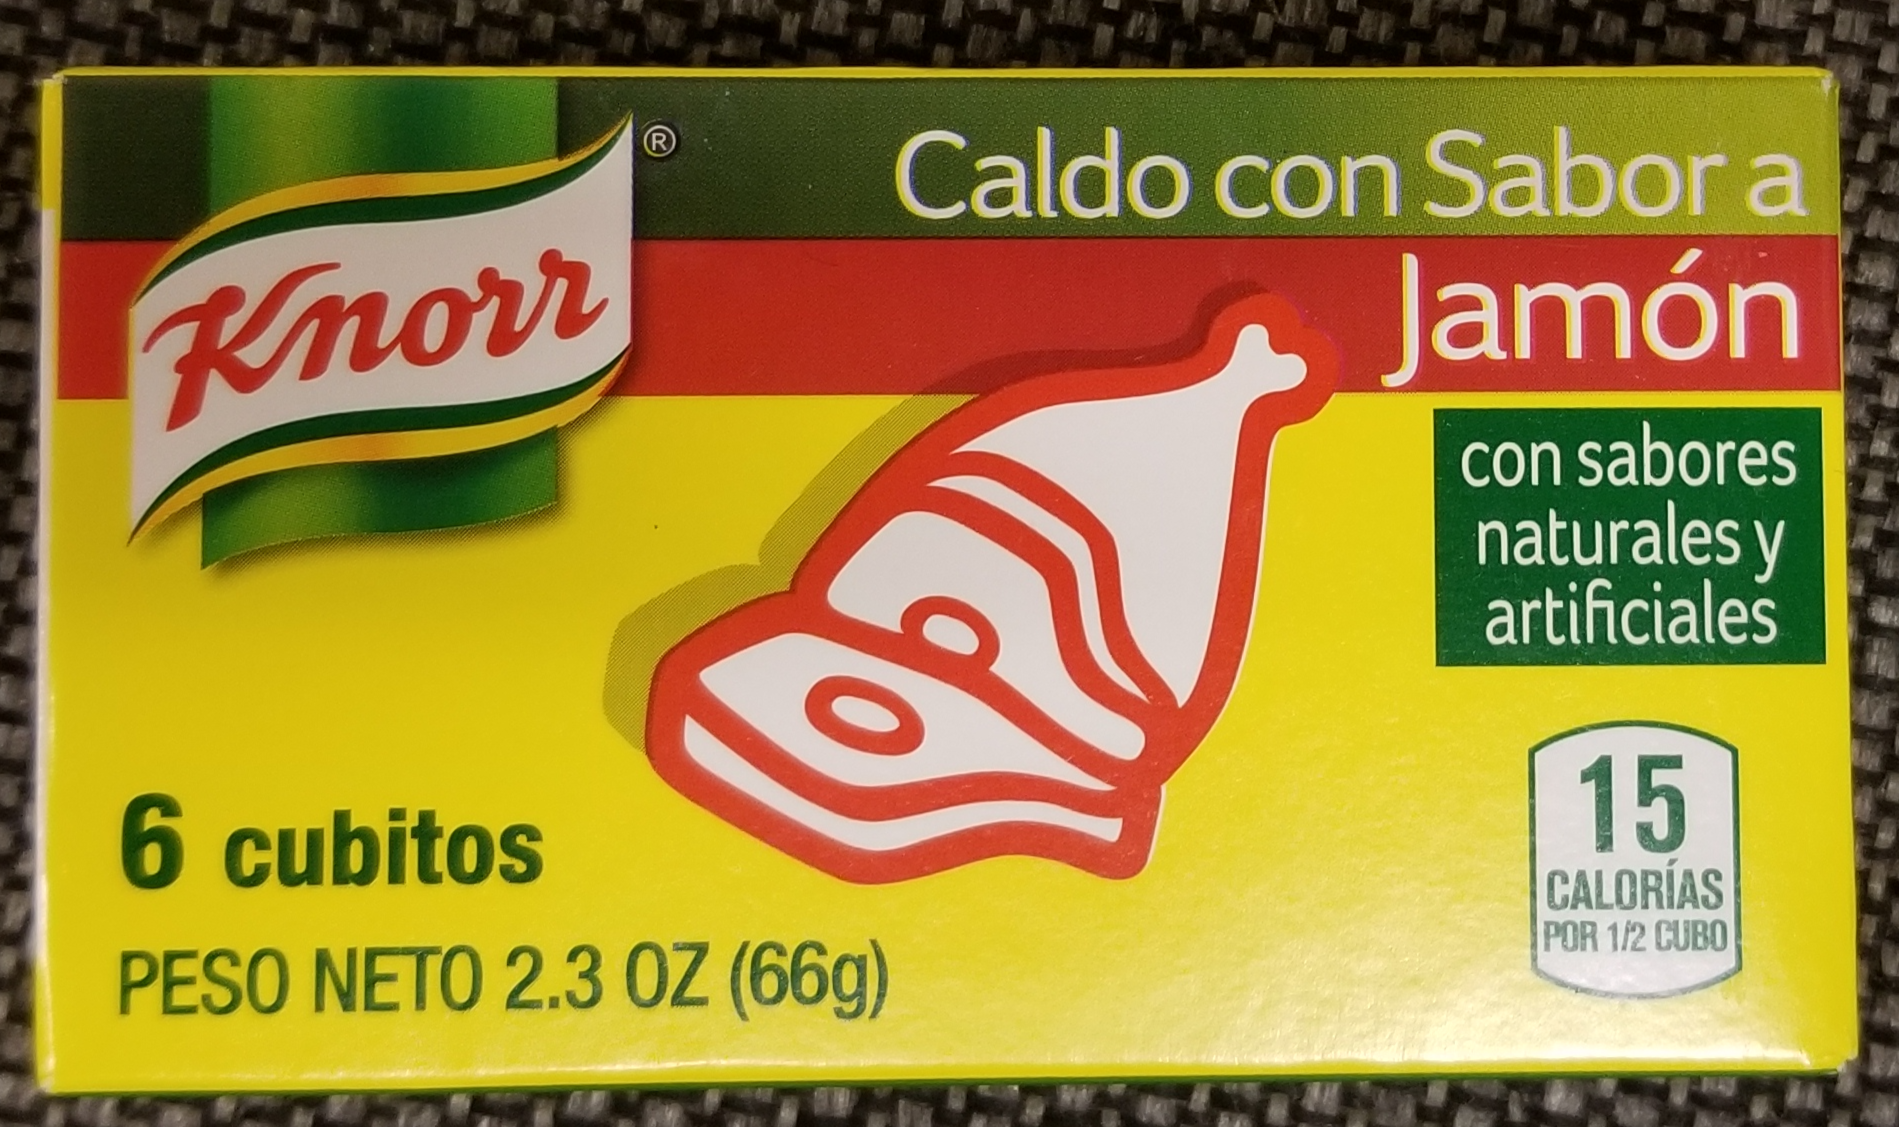 Knorr®
Caldo con Sabor a
Jamón
con sabores
naturales y
artificiales
6 cubitos
PESO NETO 2.3 OZ (66g)
15
CALORÍAS
POR 1/2 CUBO